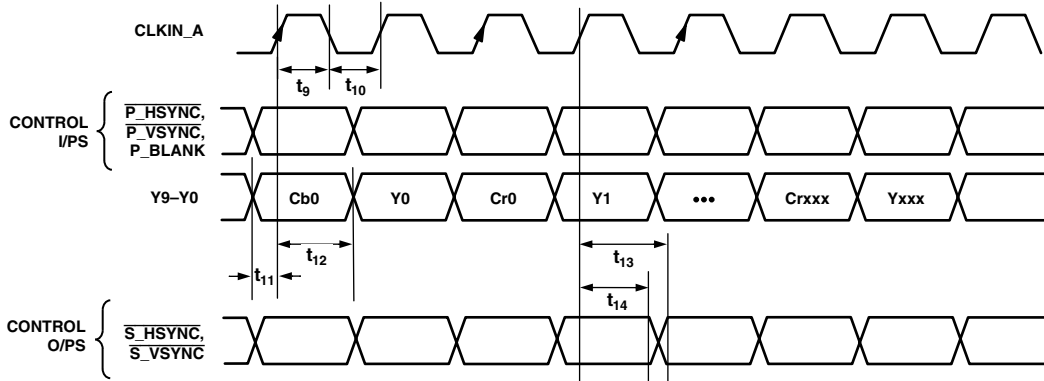 CLKIN_A
t9
t10
CONTROL
I/PS
P_HSYNC,
P_VSYNC,
P_BLANK
Y9–Y0
Cb0
Y0
Cr0
Y1
•••
Crxxx
Yxxx
t11
t12
t13
t14
CONTROL
O/PS
S_HSYNC,
S_VSYNC